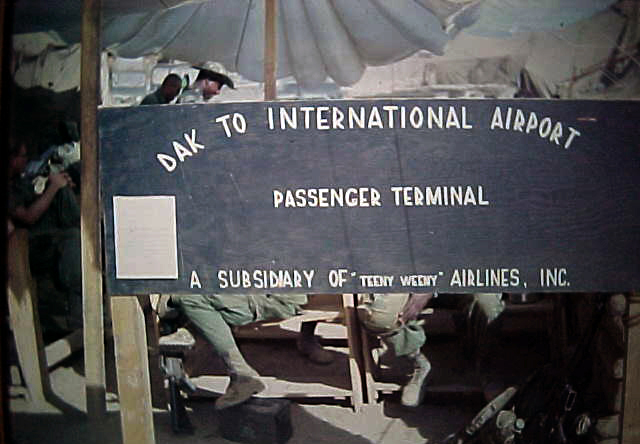 DAK TO INTERNATIONAL AIRPORT
PASSENGER TERMINAL
A SUBSIDIARY OF "TEENY WEENY" AIRLINES, INC.